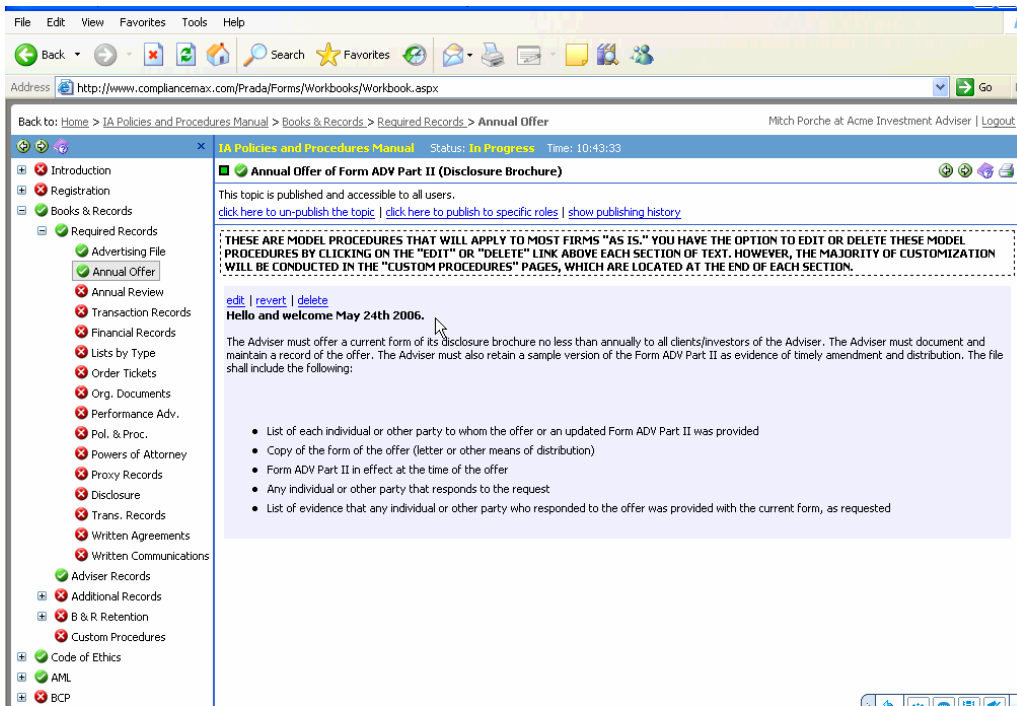 File Edit View Favorites Tools Help
Back Search Favorites
Address http://www.compliancemax.com/Prada/Forms/Workbooks/Workbook.aspx Go
Back to: Home > IA Policies and Procedures Manual > Books & Records > Required Records > Annual Offer Mitch Porche at Acme Investment Adviser | Logout
IA Policies and Procedures Manual Status: In Progress Time: 10:43:33
Introduction
Registration
Books & Records
Required Records
Advertising File
Annual Offer
Annual Review
Transaction Records
Financial Records
Lists by Type
Order Tickets
Org. Documents
Performance Adv.
Pol. & Proc.
Powers of Attorney
Proxy Records
Disclosure
Trans. Records
Written Agreements
Written Communications
Adviser Records
Additional Records
B & R Retention
Custom Procedures
Code of Ethics
AML
BCP
Annual Offer of Form ADV Part II (Disclosure Brochure)
This topic is published and accessible to all users.
click here to un-publish the topic | click here to publish to specific roles | show publishing history
THESE ARE MODEL PROCEDURES THAT WILL APPLY TO MOST FIRMS "AS IS." YOU HAVE THE OPTION TO EDIT OR DELETE THESE MODEL
PROCEDURES BY CLICKING ON THE "EDIT" OR "DELETE" LINK ABOVE EACH SECTION OF TEXT. HOWEVER, THE MAJORITY OF CUSTOMIZATION
WILL BE CONDUCTED IN THE "CUSTOM PROCEDURES" PAGES, WHICH ARE LOCATED AT THE END OF EACH SECTION.
edit | revert | delete
Hello and welcome May 24th 2006.
The Adviser must offer a current form of its disclosure brochure no less than annually to all clients/investors of the Adviser. The Adviser must document and
maintain a record of the offer. The Adviser must also retain a sample version of the Form ADV Part II as evidence of timely amendment and distribution. The file
shall include the following:
• List of each individual or other party to whom the offer or an updated Form ADV Part II was provided
• Copy of the form of the offer (letter or other means of distribution)
• Form ADV Part II in effect at the time of the offer
• Any individual or other party that responds to the request
• List of evidence that any individual or other party who responded to the offer was provided with the current form, as requested